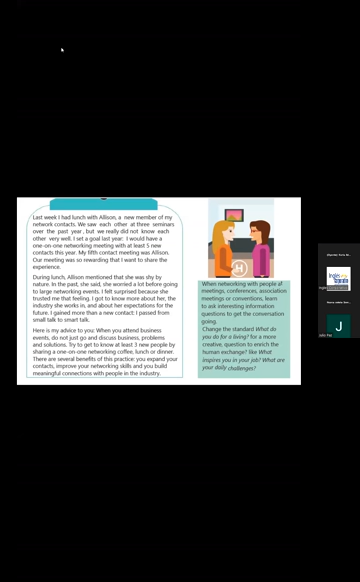 Last week I had lunch with Allison, a new member of my
network contacts. We saw each other at three seminars
over the past year, but we really did not know each
other very well. I set a goal last year: I would have a
one-on-one networking meeting with at least 5 new
contacts this year. My fifth contact meeting was Allison.
Our meeting was so rewarding that I want to share the
experience.
During lunch, Allison mentioned that she was shy by
nature. In the past, she said, she worried a lot before going
to large networking events. I felt surprised because she
trusted me that feeling. I got to know more about her, the
industry she works in, and about her expectations for the
future. I gained more than a new contact: I passed from
small talk to smart talk.
Here is my advice to you: When you attend business
events, do not just go and discuss business, problems
and solutions. Try to get to know at least 3 new people by
sharing a one-on-one networking coffee, lunch or dinner.
There are several benefits of this practice: you expand your
contacts, improve your networking skills and you build
meaningful connections with people in the industry.
When networking with people at
meetings, conferences, association
meetings or conventions, learn
to ask interesting information
questions to get the conversation
going.
Change the standard What do
you do for a living? for a more
creative, question to enrich the
human exchange? like What
inspires you in your job? What are
your daily challenges?
H
J